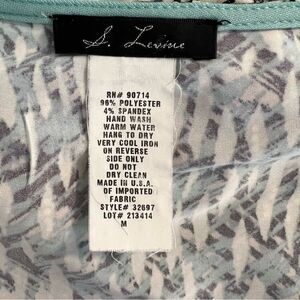 S. Levine
RN# 90714
96% POLYESTER
4% SPANDEX
HAND WASH
WARM WATER
HANG TO DRY
VERY COOL IRON
ON REVERSE
SIDE ONLY
DO NOT
DRY CLEAN
MADE IN U.S.A.
OF IMPORTED
FABRIC
STYLE# 32697
LOT# 213414
M